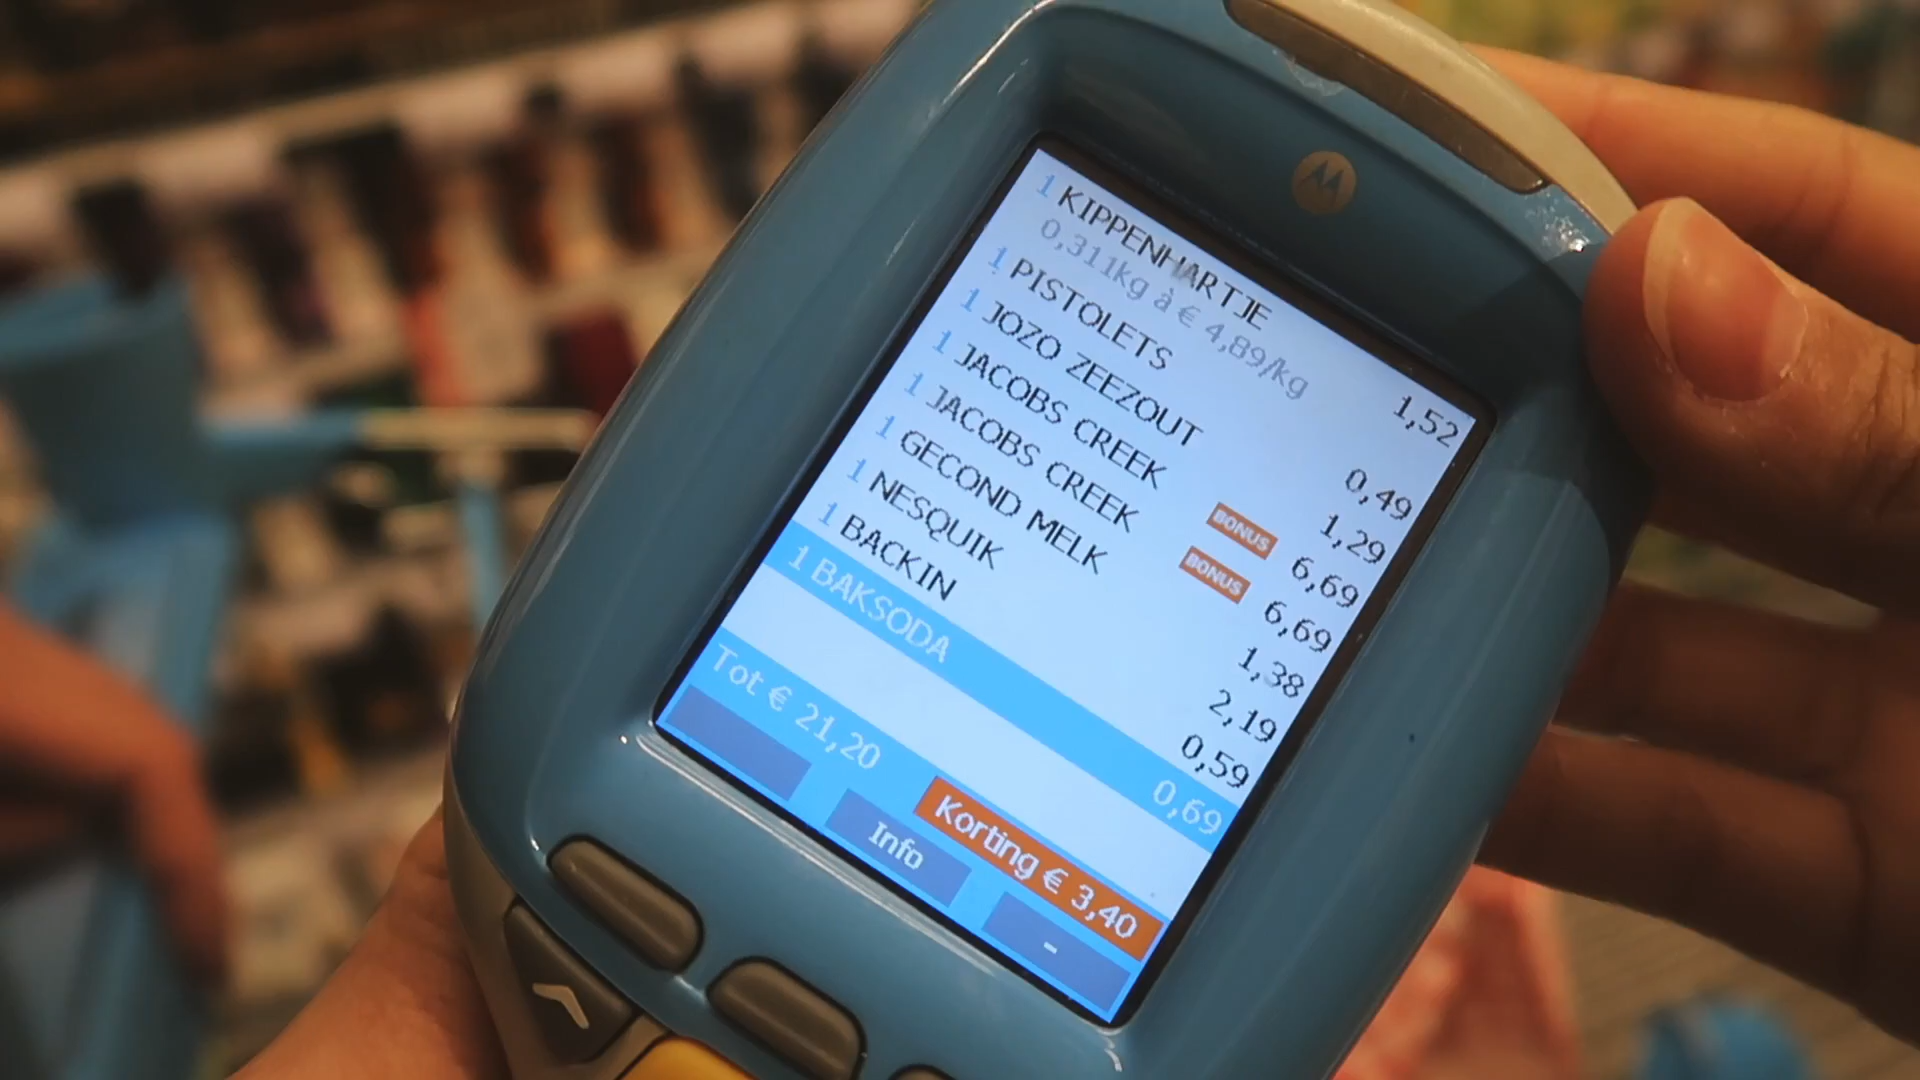 1 KIPPENHARTJE
0,311kg à € 4,89/kg 1,52
1 PISTOLETS 0,49
1 JOZO ZEEZOUT 1,29
1 JACOBS CREEK BONUS 6,69
1 JACOBS CREEK BONUS 6,69
1 GECOND MELK 1,38
1 NESQUIK 2,19
1 BACKIN 0,59
1 BAKSODA 0,69
Tot € 21,20 Korting € 3,40
Info -